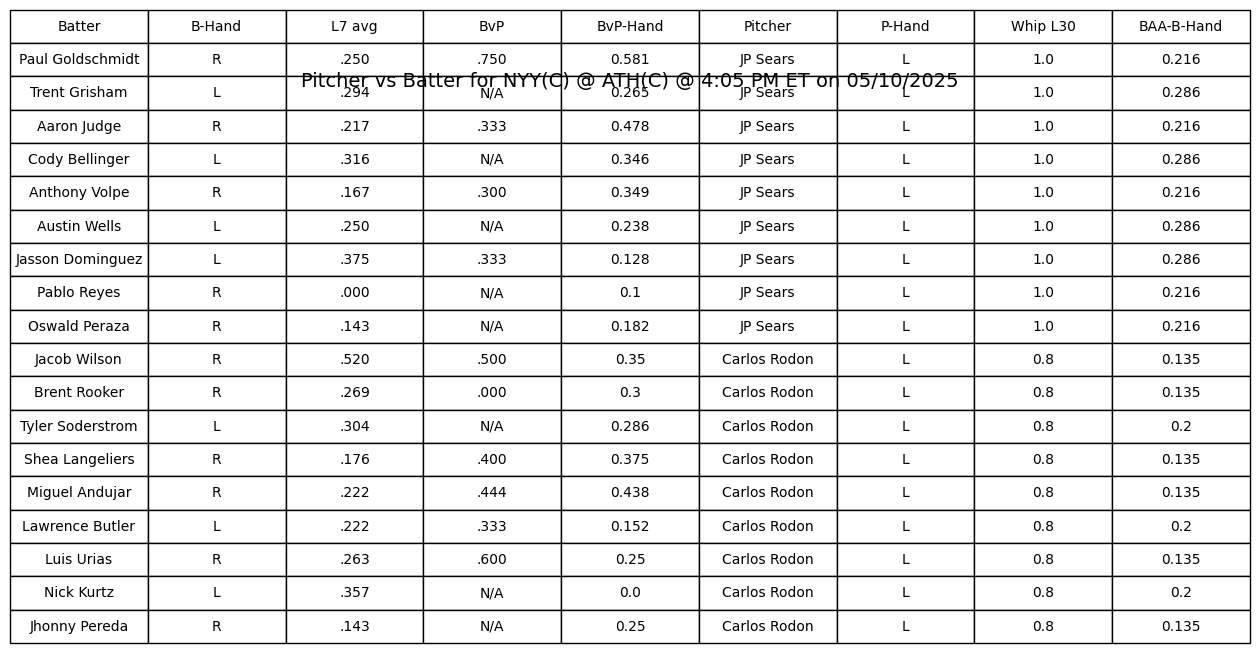 Batter B-Hand L7 avg BvP BvP-Hand Pitcher P-Hand Whip L30 BAA-B-Hand
Paul Goldschmidt R .250 .750 0.581 JP Sears L 1.0 0.216
Pitcher vs Batter for NYY(C) @ ATH(C) @ 4:05 PM ET on 05/10/2025
Trent Grisham L .294 N/A 0.265 JP Sears L 1.0 0.286
Aaron Judge R .217 .333 0.478 JP Sears L 1.0 0.216
Cody Bellinger L .316 N/A 0.346 JP Sears L 1.0 0.286
Anthony Volpe R .167 .300 0.349 JP Sears L 1.0 0.216
Austin Wells L .250 N/A 0.238 JP Sears L 1.0 0.286
Jasson Dominguez L .375 .333 0.128 JP Sears L 1.0 0.286
Pablo Reyes R .000 N/A 0.1 JP Sears L 1.0 0.216
Oswald Peraza R .143 N/A 0.182 JP Sears L 1.0 0.216
Jacob Wilson R .520 .500 0.35 Carlos Rodon L 0.8 0.135
Brent Rooker R .269 .000 0.3 Carlos Rodon L 0.8 0.135
Tyler Soderstrom L .304 N/A 0.286 Carlos Rodon L 0.8 0.2
Shea Langeliers R .176 .400 0.375 Carlos Rodon L 0.8 0.135
Miguel Andujar R .222 .444 0.438 Carlos Rodon L 0.8 0.135
Lawrence Butler L .222 .333 0.152 Carlos Rodon L 0.8 0.2
Luis Urias R .263 .600 0.25 Carlos Rodon L 0.8 0.135
Nick Kurtz L .357 N/A 0.0 Carlos Rodon L 0.8 0.2
Jhonny Pereda R .143 N/A 0.25 Carlos Rodon L 0.8 0.135